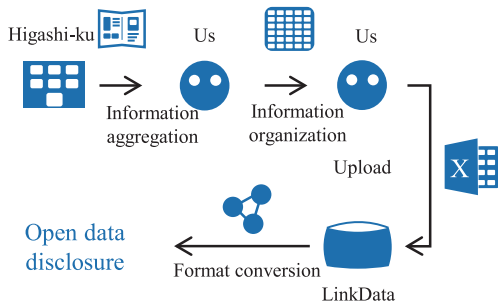 Higashi-ku
Us
Us
Information
aggregation
Information
organization
Upload
X
Open data
disclosure
Format conversion
LinkData